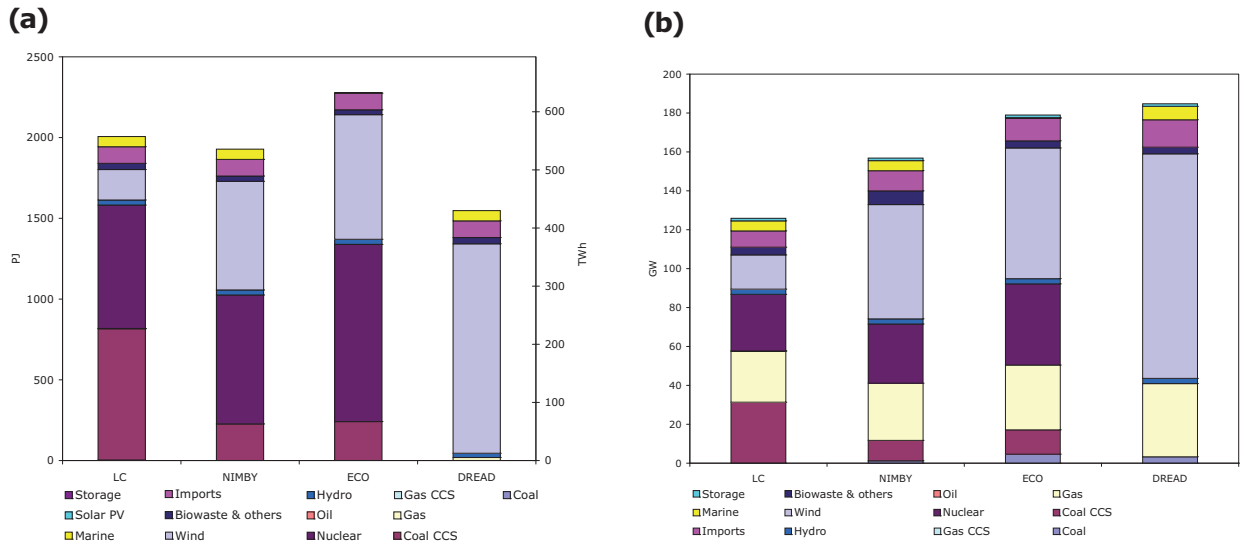 (a)
2500
2000
1500
1000
500
0
PJ
600
500
400
300
200
100
0
TWh
LC NIMBY ECO DREAD
Storage Imports Hydro Gas CCS Coal
Solar PV Biowaste & others Oil Gas
Marine Wind Nuclear Coal CCS
(b)
200
180
160
140
120
100
80
60
40
20
0
GW
LC NIMBY ECO DREAD
Storage Biowaste & others Oil Gas
Marine Wind Nuclear Coal CCS
Imports Hydro Gas CCS Coal